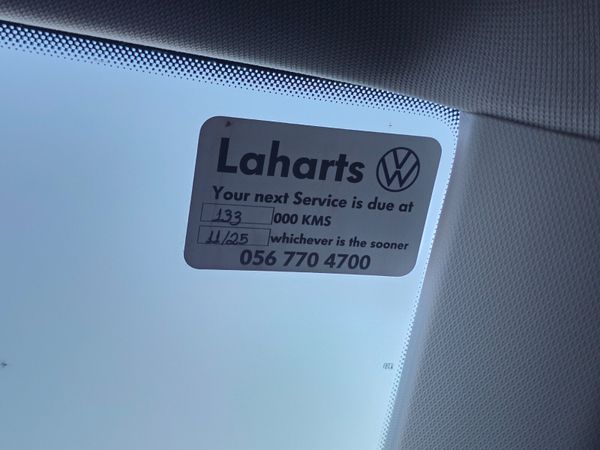 Laharts
Your next Service is due at
133 000 KMS
11/25 whichever is the sooner
056 770 4700